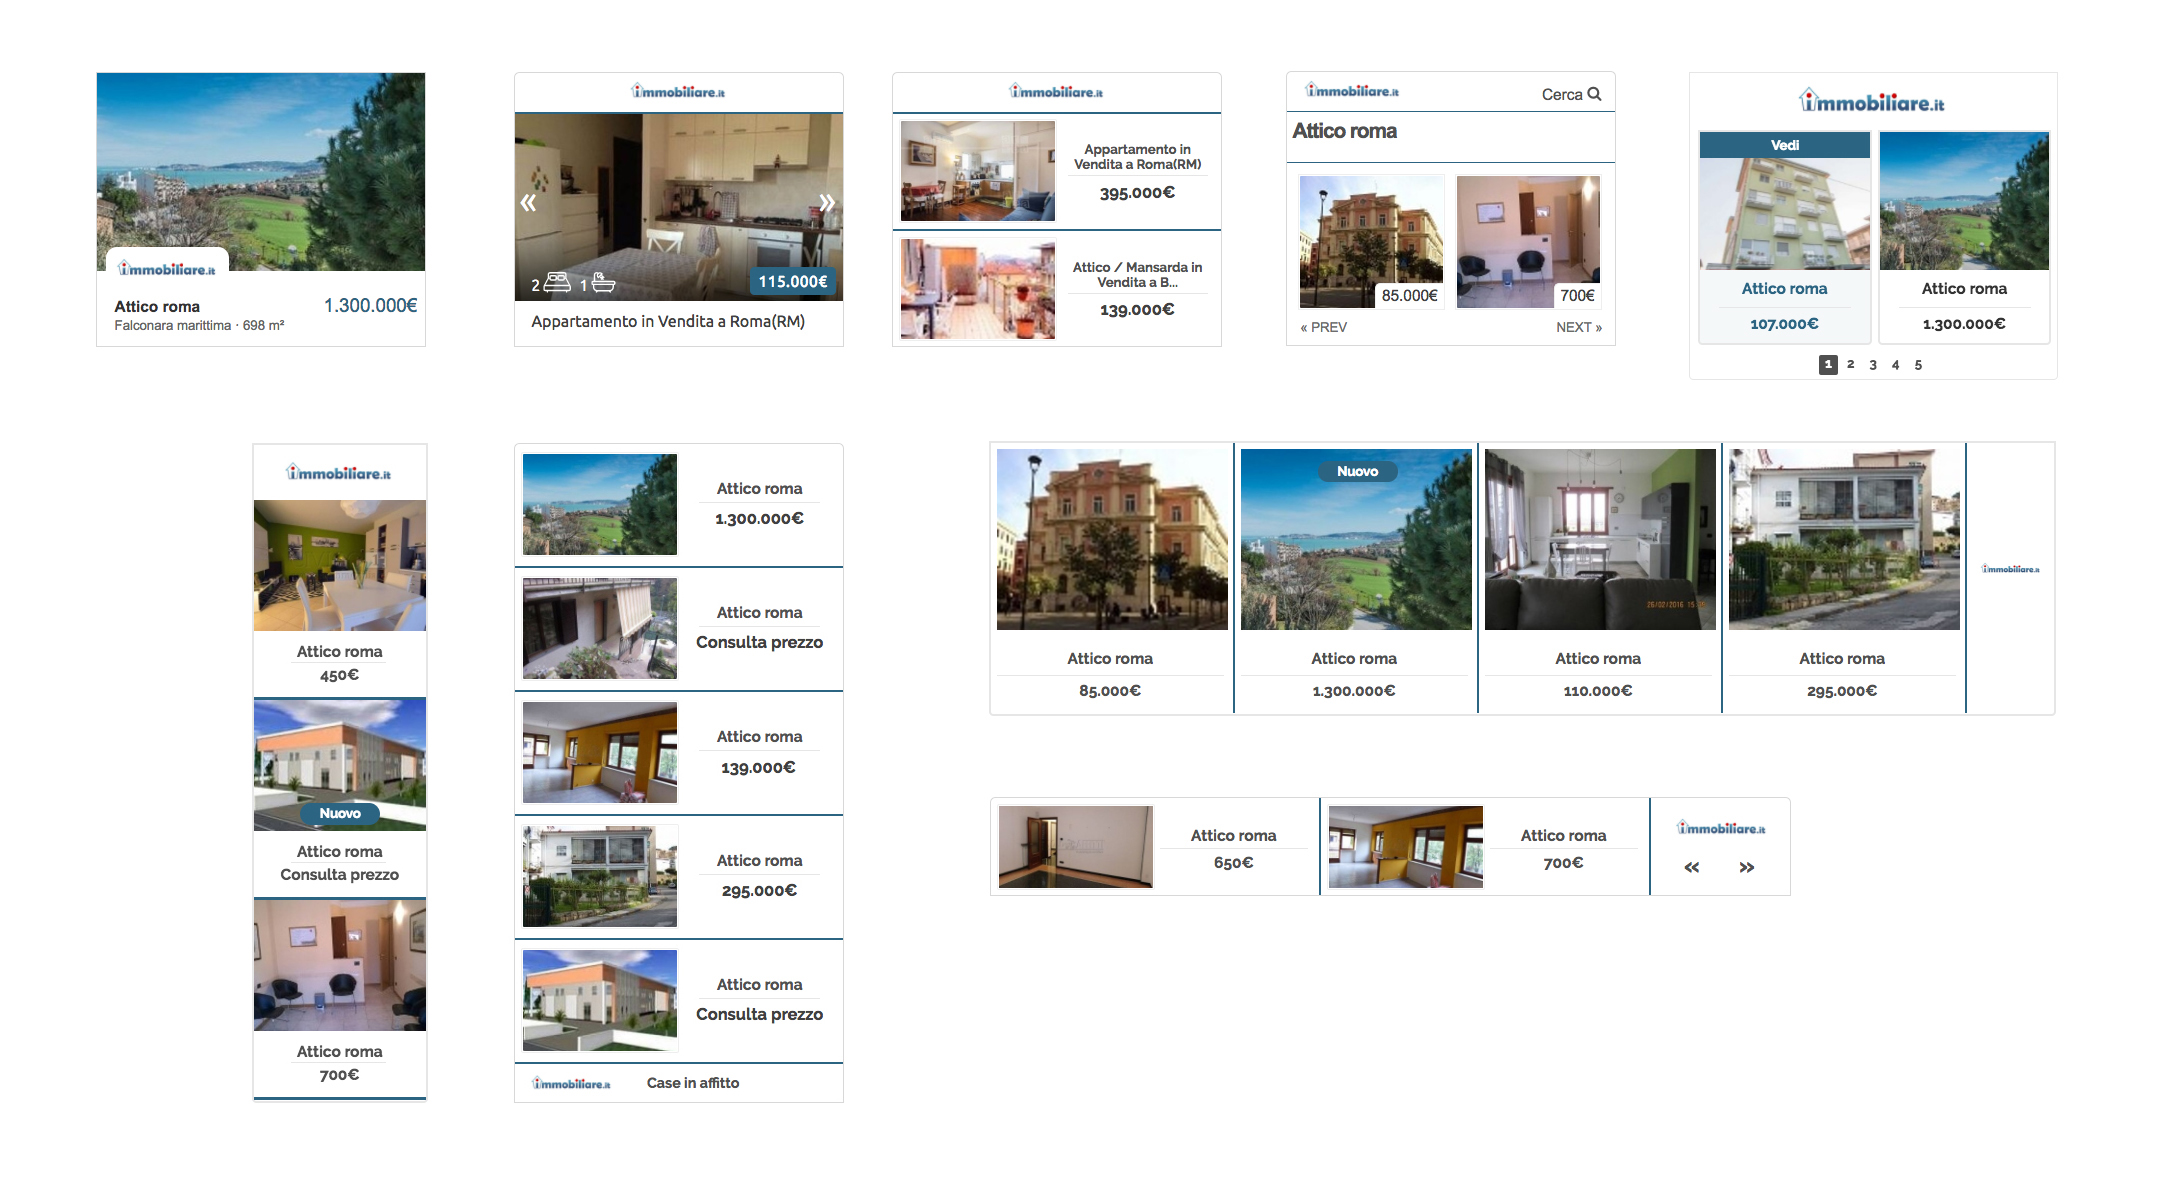 immobiliare.it
Attico roma
1.300.000€
Falconara marittima · 698 m²
immobiliare.it
«
»
2
1
115.000€
Appartamento in Vendita a Roma(RM)
immobiliare.it
Appartamento in
Vendita a Roma(RM)
395.000€
Attico / Mansarda in
Vendita a B...
139.000€
immobiliare.it
Cerca
Attico roma
85.000€
700€
« PREV
NEXT »
immobiliare.it
Vedi
Attico roma
107.000€
Attico roma
1.300.000€
1 2 3 4 5
immobiliare.it
Attico roma
450€
Nuovo
Attico roma
Consulta prezzo
Attico roma
700€
Attico roma
1.300.000€
Attico roma
Consulta prezzo
Attico roma
139.000€
Attico roma
295.000€
Attico roma
Consulta prezzo
immobiliare.it
Case in affitto
Attico roma
85.000€
Nuovo
Attico roma
1.300.000€
26/02/2016
Attico roma
110.000€
Attico roma
295.000€
immobiliare.it
Attico roma
650€
Attico roma
700€
immobiliare.it
« »